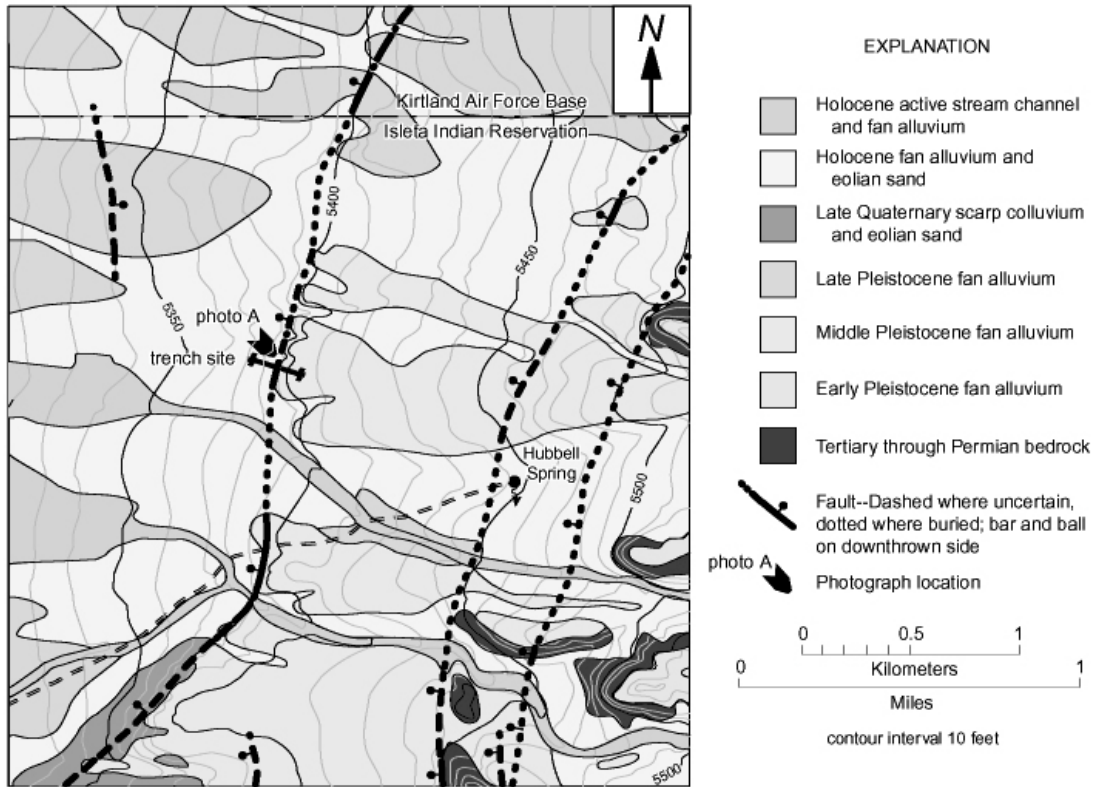 N
Kirtland Air Force Base
Isleta Indian Reservation
5400
5450
5350
photo A
trench site
Hubbell
Spring
5500
5500
EXPLANATION
Holocene active stream channel
and fan alluvium
Holocene fan alluvium and
eolian sand
Late Quaternary scarp colluvium
and eolian sand
Late Pleistocene fan alluvium
Middle Pleistocene fan alluvium
Early Pleistocene fan alluvium
Tertiary through Permian bedrock
Fault--Dashed where uncertain,
dotted where buried; bar and ball
on downthrown side
photo A
Photograph location
0 0.5 1
Kilometers
0 1
Miles
contour interval 10 feet